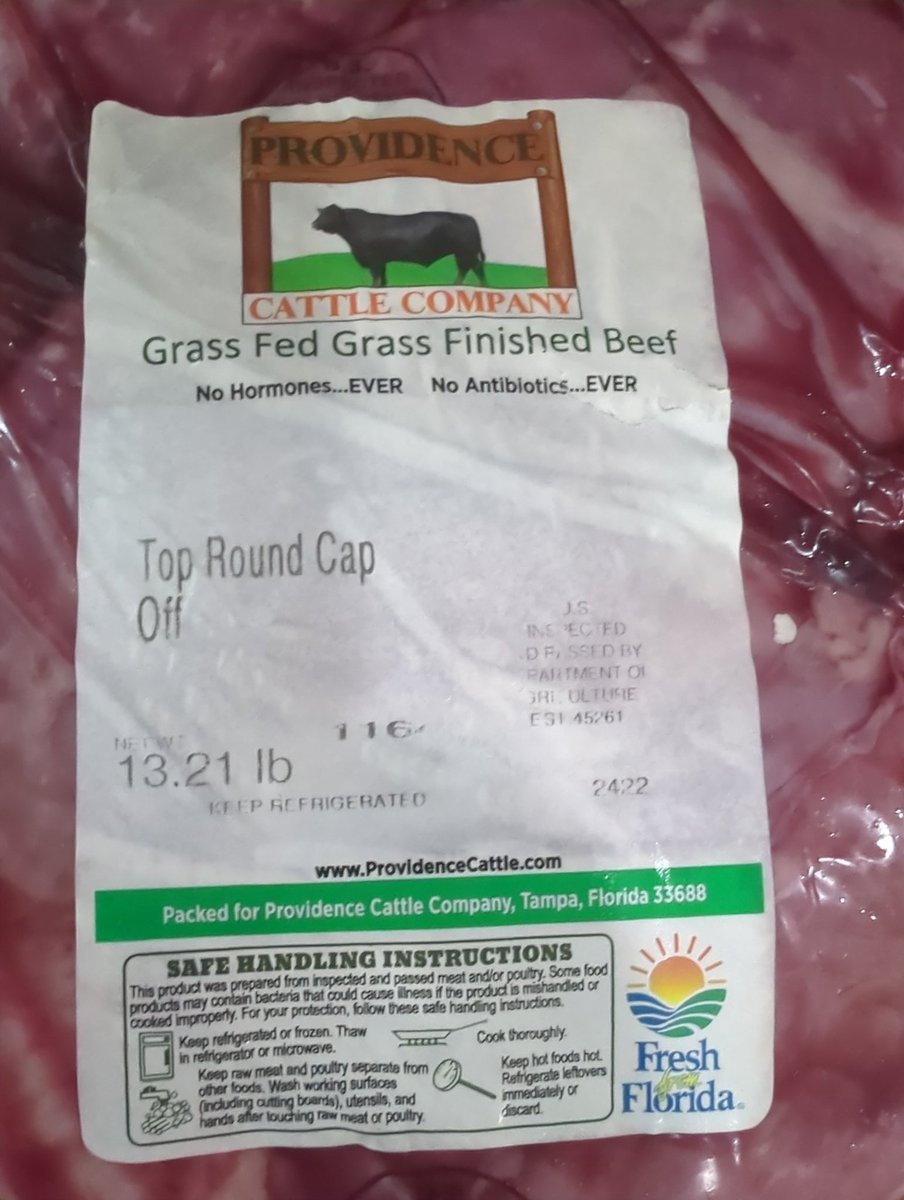 PROVIDENCE
CATTLE COMPANY
Grass Fed Grass Finished Beef
No Hormones...EVER No Antibiotics...EVER
Top Round Cap
Off
EST 45261
116
NET WT
13.21 lb
2422
KEEP REFRIGERATED
www.ProvidenceCattle.com
Packed for Providence Cattle Company, Tampa, Florida 33688
SAFE HANDLING INSTRUCTIONS
This product was prepared from inspected and passed meat and/or poultry. Some food
products may contain bacteria that could cause illness if the product is mishandled or
cooked improperly. For your protection, follow these safe handling instructions.
Keep refrigerated or frozen. Thaw
in refrigerator or microwave.
Keep raw meat and poultry separate from
other foods. Wash working surfaces
(including cutting boards), utensils, and
hands after touching raw meat or poultry.
Cook thoroughly.
Keep hot foods hot.
Refrigerate leftovers
immediately or
discard.
Fresh
from
Florida